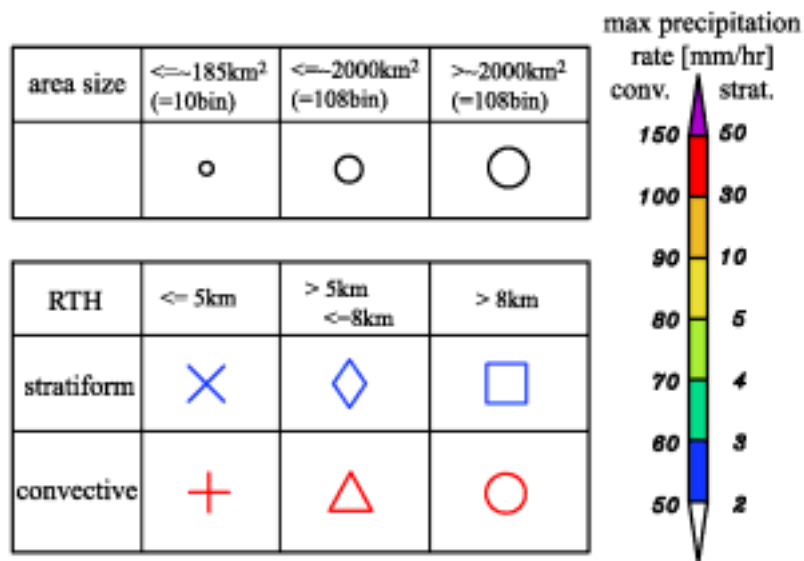 max precipitation
rate [mm/hr]
conv. strat.
area size
<=~185km²
(=10bin)
<=~2000km²
(=108bin)
>~2000km²
(=108bin)
RTH
<= 5km
> 5km
<=8km
> 8km
stratiform
convective
150 50
100 30
90 10
80 5
70 4
60 3
50 2